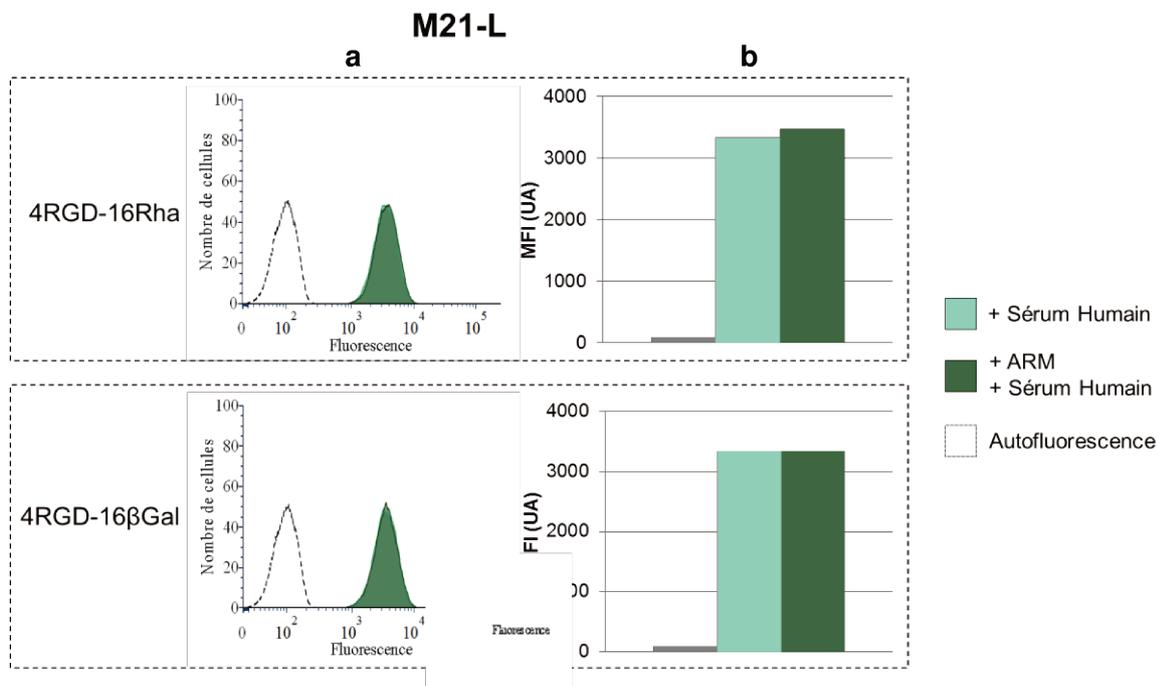 M21-L
a
b
4RGD-16Rha
100
80
60
40
20
0
Nombre de cellules
0
10^2
10^3
10^4
10^5
Fluorescence
4000
3000
2000
1000
0
MFI (UA)
4RGD-16βGal
100
80
60
40
20
0
Nombre de cellules
0
10^2
10^3
10^4
Fluorescence
Fluorescence
4000
3000
2000
00
0
FI (UA)
+ Sérum Humain
+ ARM
+ Sérum Humain
Autofluorescence